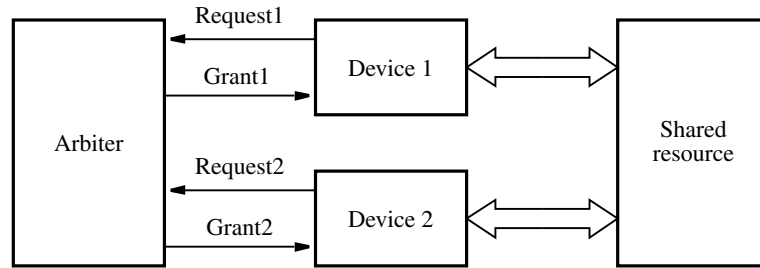 Request1
Grant1
Device 1
Arbiter
Shared
resource
Request2
Grant2
Device 2